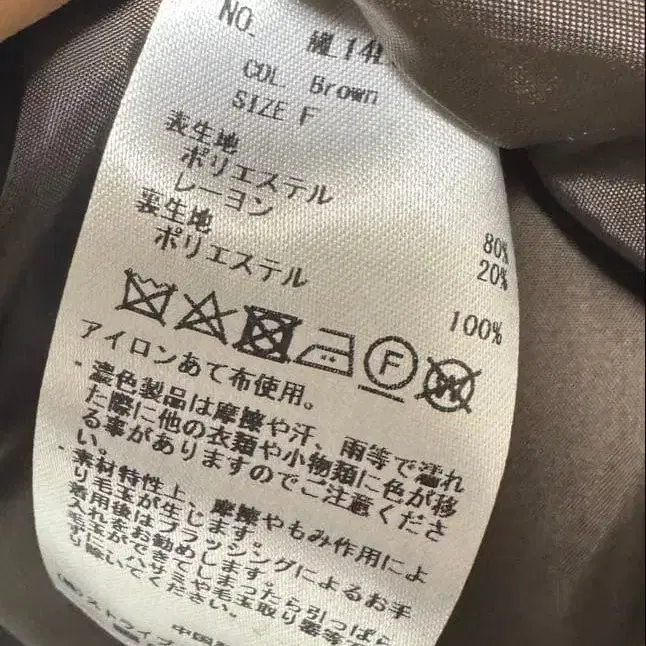 NO.
COL. Brown
SIZE F
表生地
ポリエステル 80%
レーヨン 20%
裏生地
ポリエステル 100%
F
W
アイロンあて布使用。
・濃色製品は摩擦や汗、雨等で濡れ
た際に他の衣類や小物類に色が移
る事がありますのでご注意くださ
い。
・素材特性上、摩擦やもみ作用によ
り毛玉が生じます。
着用後はブラッシングによるお手
入れをお勧めします。
毛玉ができてしまったら引っぱら
ずに、ハサミや毛玉取り器等
り除いてください。
中国
(株)ストライプ